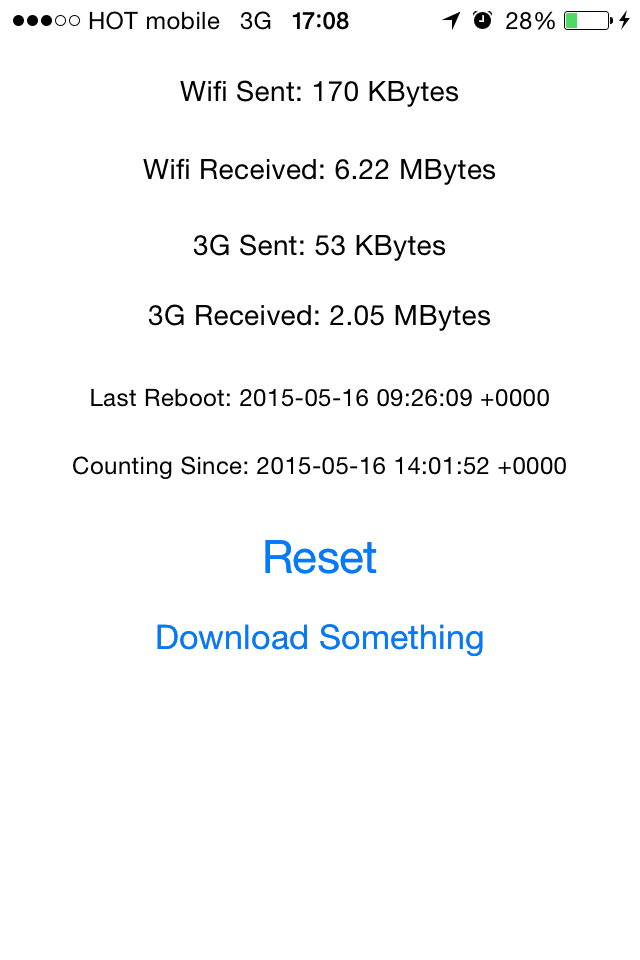 HOT mobile 3G 17:08 28%
Wifi Sent: 170 KBytes
Wifi Received: 6.22 MBytes
3G Sent: 53 KBytes
3G Received: 2.05 MBytes
Last Reboot: 2015-05-16 09:26:09 +0000
Counting Since: 2015-05-16 14:01:52 +0000
Reset
Download Something